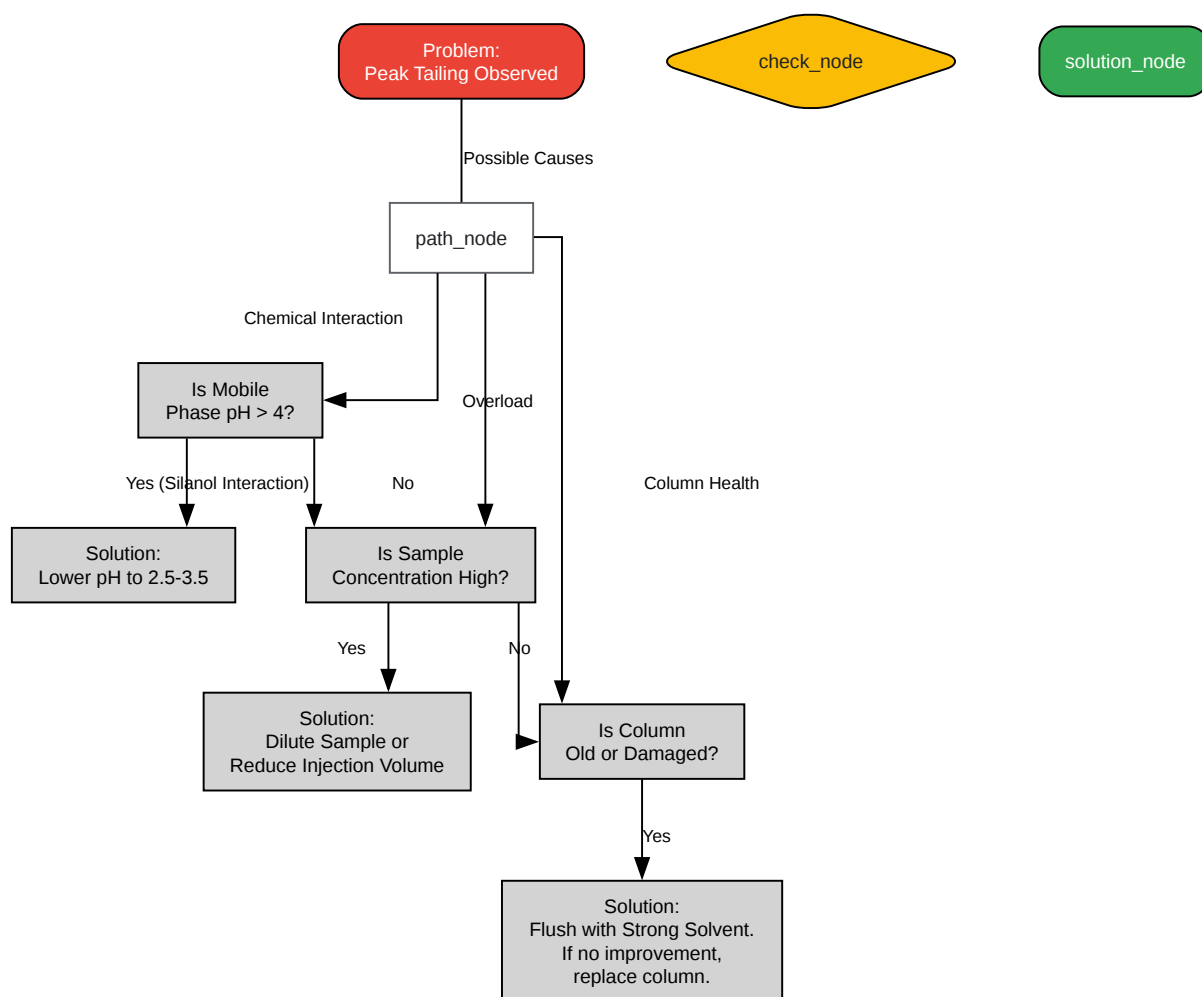 Problem:
Peak Tailing Observed
check_node
solution_node
Possible Causes
path_node
Chemical Interaction
Is Mobile
Phase pH > 4?
Overload
Yes (Silanol Interaction)
No
Column Health
Solution:
Lower pH to 2.5-3.5
Is Sample
Concentration High?
Yes
No
Solution:
Dilute Sample or
Reduce Injection Volume
Is Column
Old or Damaged?
Yes
Solution:
Flush with Strong Solvent.
If no improvement,
replace column.